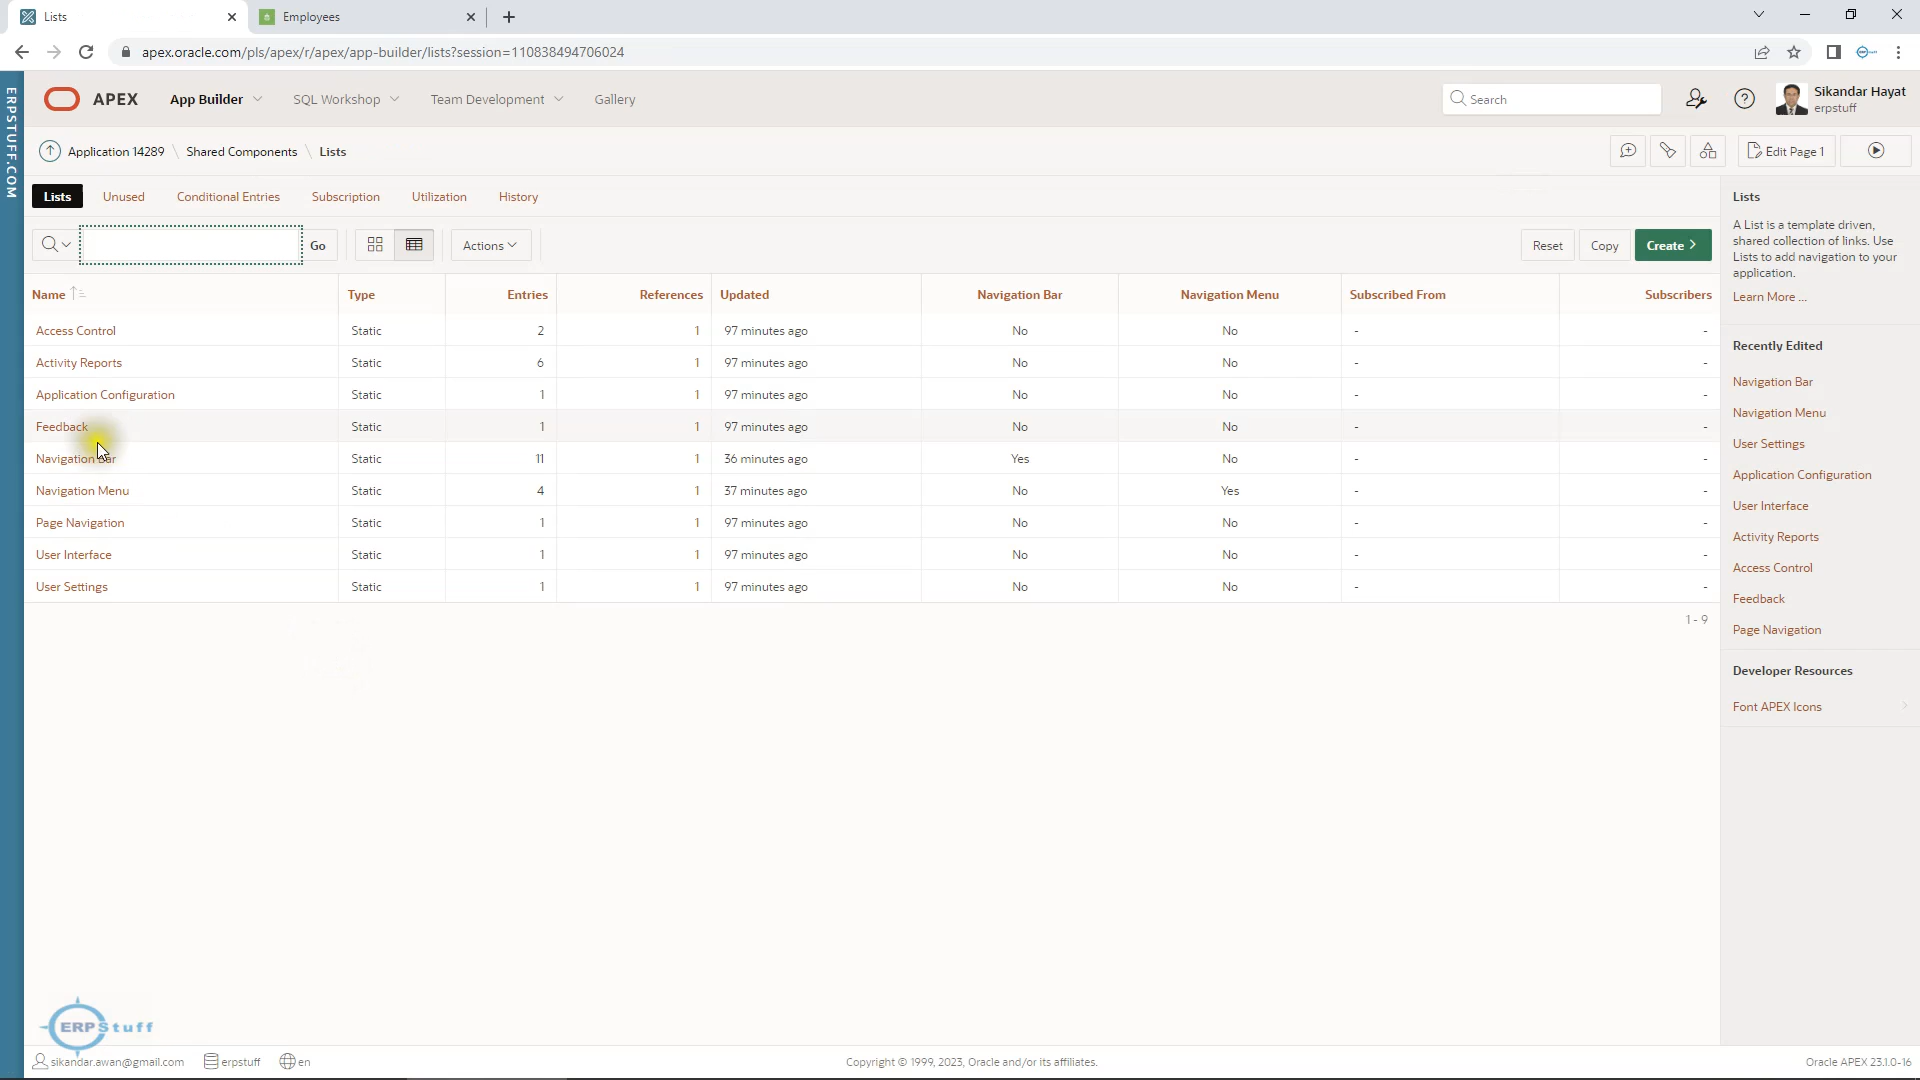 Lists
Employees
apex.oracle.com/pls/apex/r/apex/app-builder/lists?session=110838494706024
ERPSTUFF.COM
APEX
App Builder
SQL Workshop
Team Development
Gallery
Search
Sikandar Hayat
erpstuff
Application 14289 \ Shared Components \ Lists
Edit Page 1
Lists
Unused
Conditional Entries
Subscription
Utilization
History
Go
Actions
Reset
Copy
Create
Name Type Entries References Updated Navigation Bar Navigation Menu Subscribed From Subscribers
Access Control Static 2 1 97 minutes ago No No - -
Activity Reports Static 6 1 97 minutes ago No No - -
Application Configuration Static 1 1 97 minutes ago No No - -
Feedback Static 1 1 97 minutes ago No No - -
Navigation Bar Static 11 1 36 minutes ago Yes No - -
Navigation Menu Static 4 1 37 minutes ago No Yes - -
Page Navigation Static 1 1 97 minutes ago No No - -
User Interface Static 1 1 97 minutes ago No No - -
User Settings Static 1 1 97 minutes ago No No - -
1 - 9
Lists
A List is a template driven,
shared collection of links. Use
Lists to add navigation to your
application.
Learn More ...
Recently Edited
Navigation Bar
Navigation Menu
User Settings
Application Configuration
User Interface
Activity Reports
Access Control
Feedback
Page Navigation
Developer Resources
Font APEX Icons
ERPStuff
sikandar.awan@gmail.com
erpstuff
en
Copyright © 1999, 2023, Oracle and/or its affiliates.
Oracle APEX 23.1.0-16